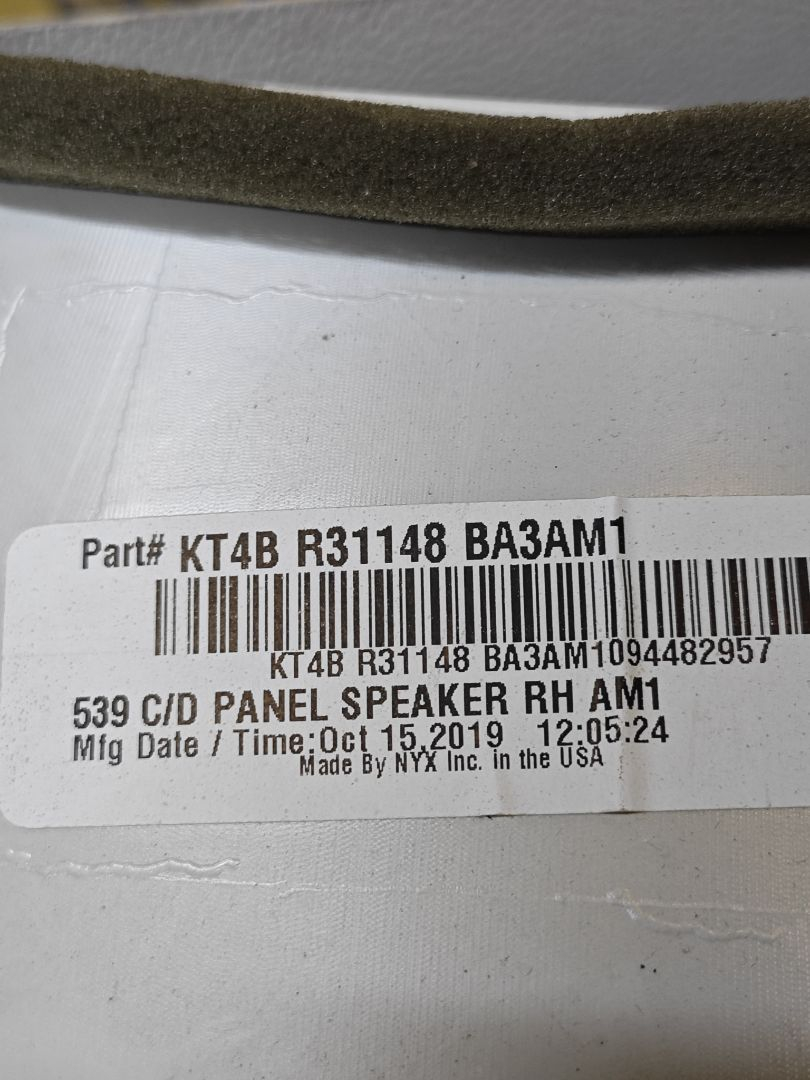 Part# KT4B R31148 BA3AM1
KT4B R31148 BA3AM1094482957
539 C/D PANEL SPEAKER RH AM1
Mfg Date / Time:Oct 15,2019 12:05:24
Made By NYX Inc. in the USA